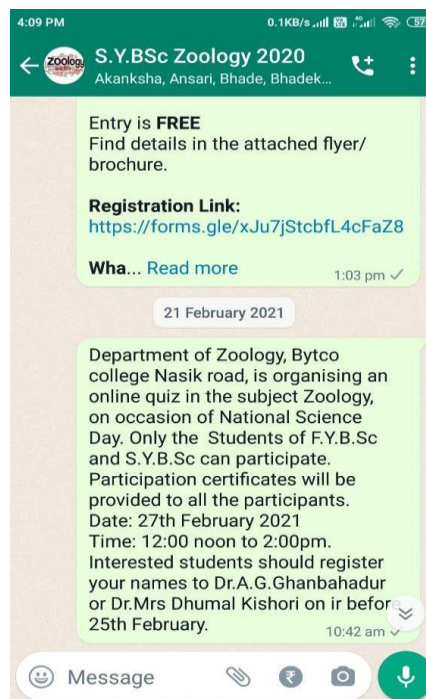 4:09 PM
0.1KB/s
4G
57
zoology
S.Y.BSc Zoology 2020
Akanksha, Ansari, Bhade, Bhadek...
Entry is FREE
Find details in the attached flyer/
brochure.
Registration Link:
https://forms.gle/xJu7jStcbfL4cFaZ8
Wha... Read more
1:03 pm
21 February 2021
Department of Zoology, Bytco
college Nasik road, is organising an
online quiz in the subject Zoology,
on occasion of National Science
Day. Only the Students of F.Y.B.Sc
and S.Y.B.Sc can participate.
Participation certificates will be
provided to all the participants.
Date: 27th February 2021
Time: 12:00 noon to 2:00pm.
Interested students should register
your names to Dr.A.G.Ghanbahadur
or Dr.Mrs Dhumal Kishori on ir before
25th February.
10:42 am
Message